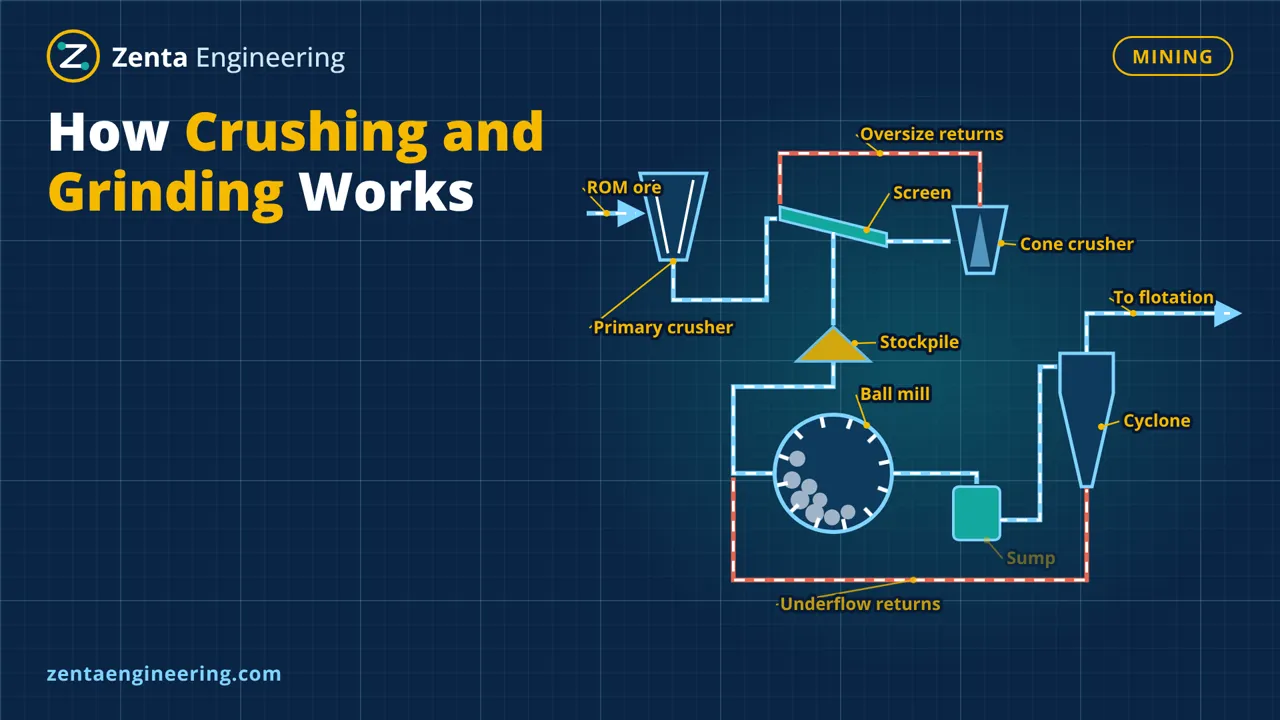 Zenta Engineering
MINING
How Crushing and
Grinding Works
Oversize returns
ROM ore
Screen
Cone crusher
To flotation
Primary crusher
Stockpile
Ball mill
Cyclone
Sump
Underflow returns
zentaengineering.com